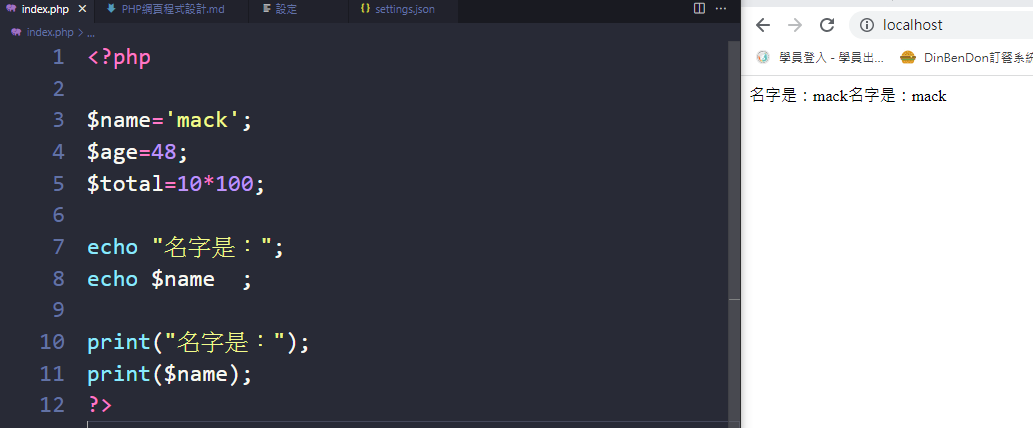 index.php PHP網頁程式設計.md 設定 settings.json
index.php > ...
1 <?php
2
3 $name='mack';
4 $age=48;
5 $total=10*100;
6
7 echo "名字是：";
8 echo $name  ;
9
10 print("名字是：");
11 print($name);
12 ?>
localhost
學員登入 - 學員出... DinBenDon訂餐系統
名字是：mack名字是：mack